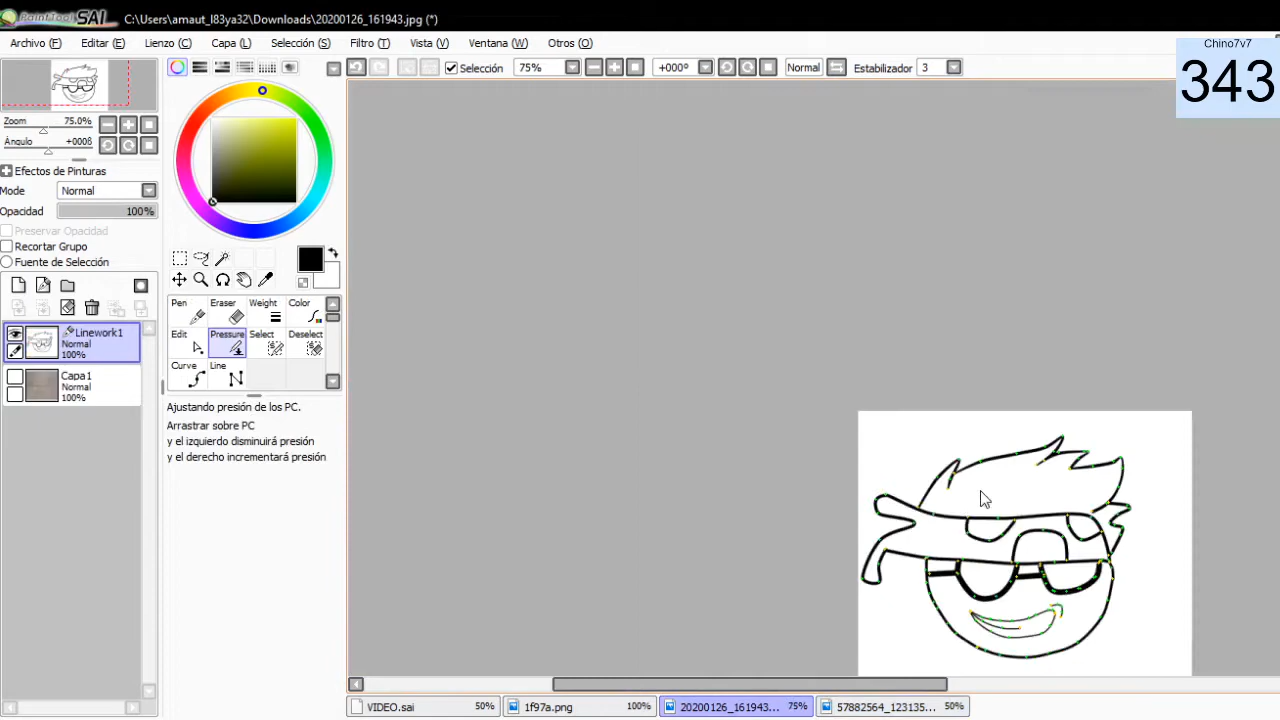 PaintTool SAI C:\Users\amaut_l83ya32\Downloads\20200126_161943.jpg (*)
Archivo (F) Editar (E) Lienzo (C) Capa (L) Selección (S) Filtro (T) Vista (V) Ventana (W) Otros (O)
Chino7v7
343
Selección 75% +000º Normal Estabilizador 3
Zoom 75.0%
Ángulo +000ß
Efectos de Pinturas
Mode Normal
Opacidad 100%
Preservar Opacidad
Recortar Grupo
Fuente de Selección
Linework1
Normal
100%
Capa1
Normal
100%
Pen Eraser Weight Color
Edit Pressure Select Deselect
Curve Line
Ajustando presión de los PC.
Arrastrar sobre PC
y el izquierdo disminuirá presión
y el derecho incrementará presión
VIDEO.sai 50% 1f97a.png 100% 20200126_161943... 75% 57882564_123135... 50%